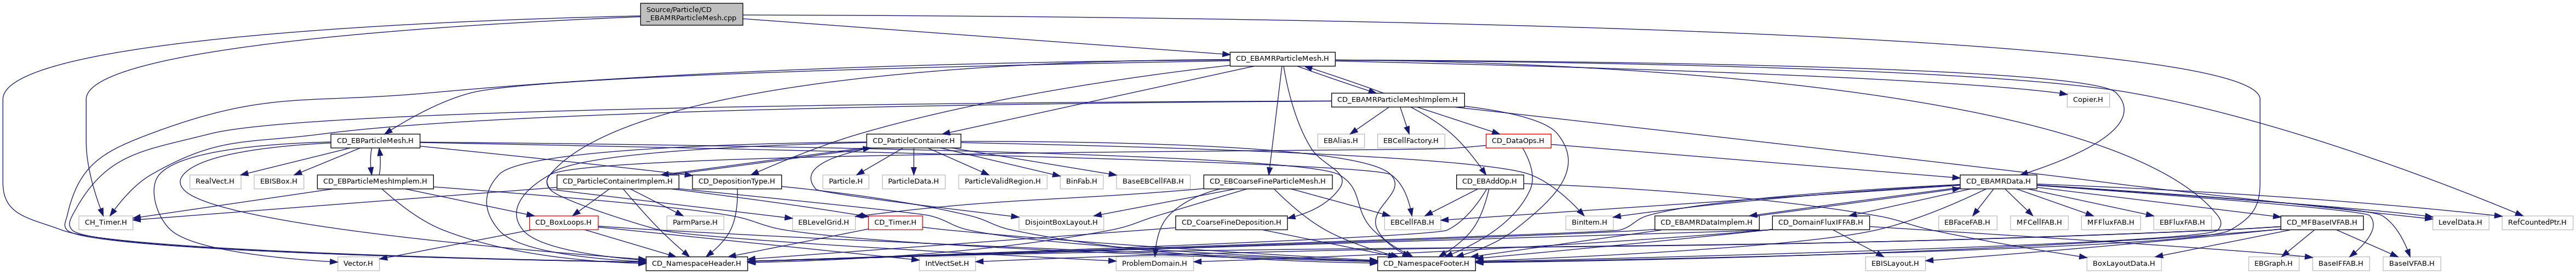 Source/Particle/CD
_EBAMRParticleMesh.cpp
CD_EBAMRParticleMesh.H
CD_EBAMRParticleMeshImplem.H
Copier.H
CD_EBParticleMesh.H
CD_ParticleContainer.H
EBAlias.H
EBCellFactory.H
CD_DataOps.H
RealVect.H
EBISBox.H
CD_EBParticleMeshImplem.H
CD_ParticleContainerImplem.H
CD_DepositionType.H
Particle.H
ParticleData.H
ParticleValidRegion.H
BinFab.H
BaseEBCellFAB.H
CD_EBCoarseFineParticleMesh.H
CD_EBAddOp.H
CD_EBAMRData.H
CH_Timer.H
CD_BoxLoops.H
ParmParse.H
EBLevelGrid.H
CD_Timer.H
DisjointBoxLayout.H
CD_CoarseFineDeposition.H
EBCellFAB.H
BinItem.H
CD_EBAMRDataImplem.H
CD_DomainFluxIFFAB.H
EBFaceFAB.H
MFCellFAB.H
MFFluxFAB.H
EBFluxFAB.H
CD_MFBaseIVFAB.H
LevelData.H
RefCountedPtr.H
Vector.H
CD_NamespaceHeader.H
IntVectSet.H
ProblemDomain.H
CD_NamespaceFooter.H
EBISLayout.H
BoxLayoutData.H
EBGraph.H
BaseIFFAB.H
BaseIVFAB.H